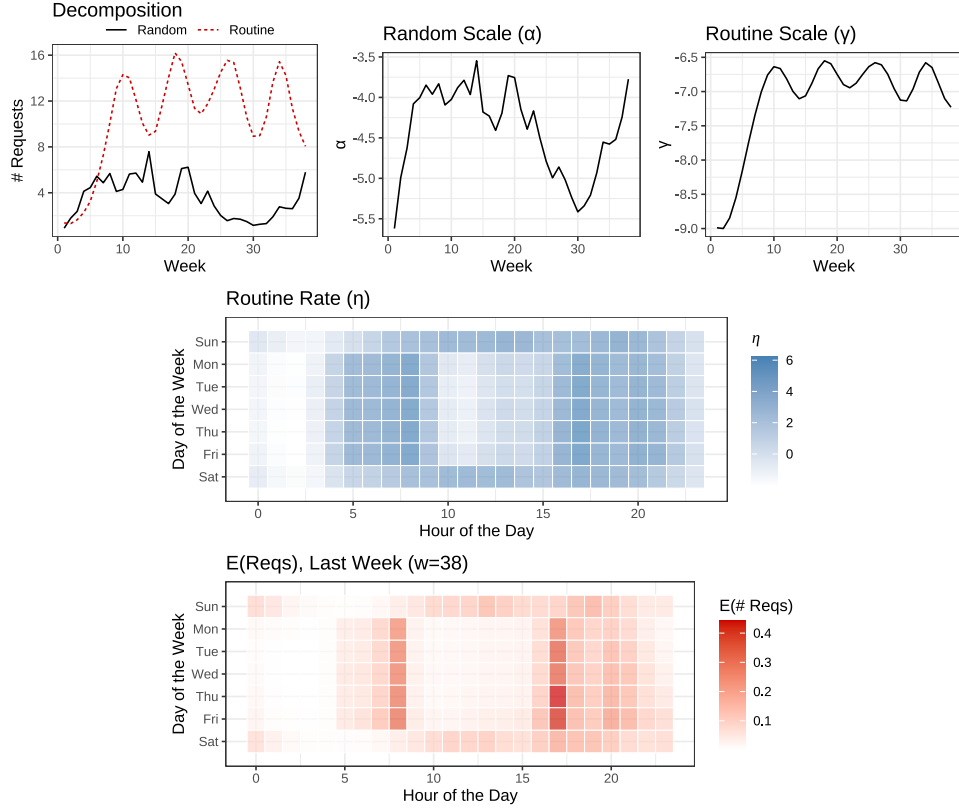 Decomposition
Random Routine
# Requests
16
12
8
4
0 10 20 30
Week
Random Scale (α)
α
-3.5
-4.0
-4.5
-5.0
-5.5
0 10 20 30
Week
Routine Scale (γ)
γ
-6.5
-7.0
-7.5
-8.0
-8.5
-9.0
0 10 20 30
Week
Routine Rate (η)
Day of the Week
Sun
Mon
Tue
Wed
Thu
Fri
Sat
0 5 10 15 20
Hour of the Day
η
6
4
2
0
E(Reqs), Last Week (w=38)
Day of the Week
Sun
Mon
Tue
Wed
Thu
Fri
Sat
0 5 10 15 20
Hour of the Day
E(# Reqs)
0.4
0.3
0.2
0.1